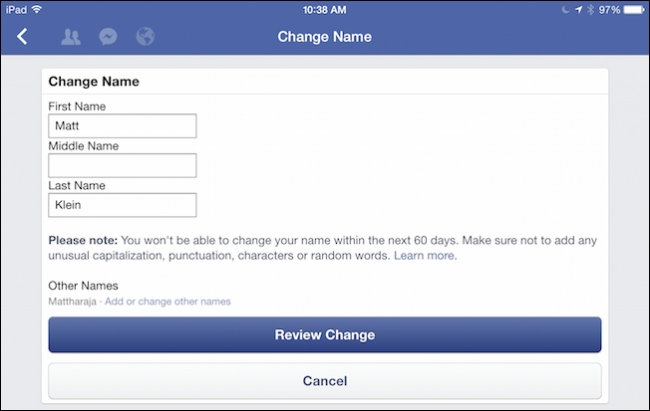 iPad 10:38 AM 97%
Change Name
Change Name
First Name
Matt
Middle Name
Last Name
Klein
Please note: You won't be able to change your name within the next 60 days. Make sure not to add any
unusual capitalization, punctuation, characters or random words. Learn more.
Other Names
Mattharaja · Add or change other names
Review Change
Cancel